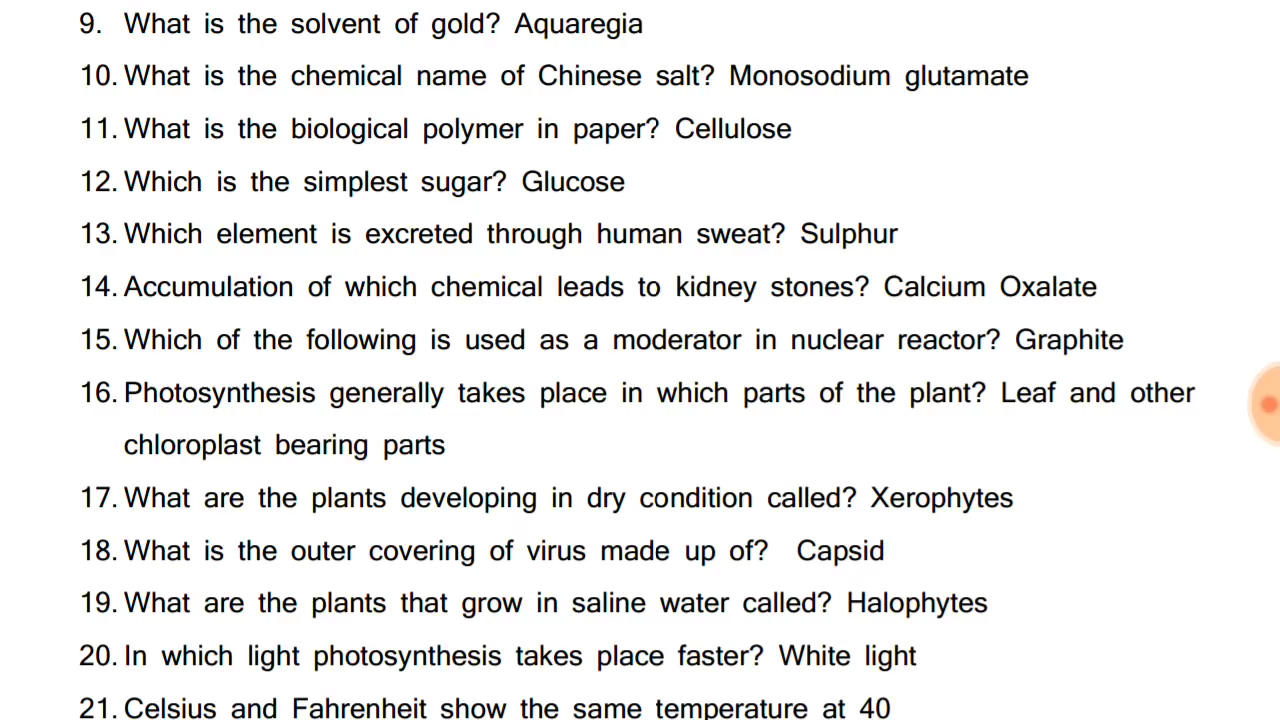 9. What is the solvent of gold? Aquaregia
10. What is the chemical name of Chinese salt? Monosodium glutamate
11. What is the biological polymer in paper? Cellulose
12. Which is the simplest sugar? Glucose
13. Which element is excreted through human sweat? Sulphur
14. Accumulation of which chemical leads to kidney stones? Calcium Oxalate
15. Which of the following is used as a moderator in nuclear reactor? Graphite
16. Photosynthesis generally takes place in which parts of the plant? Leaf and other
chloroplast bearing parts
17. What are the plants developing in dry condition called? Xerophytes
18. What is the outer covering of virus made up of? Capsid
19. What are the plants that grow in saline water called? Halophytes
20. In which light photosynthesis takes place faster? White light
21. Celsius and Fahrenheit show the same temperature at 40